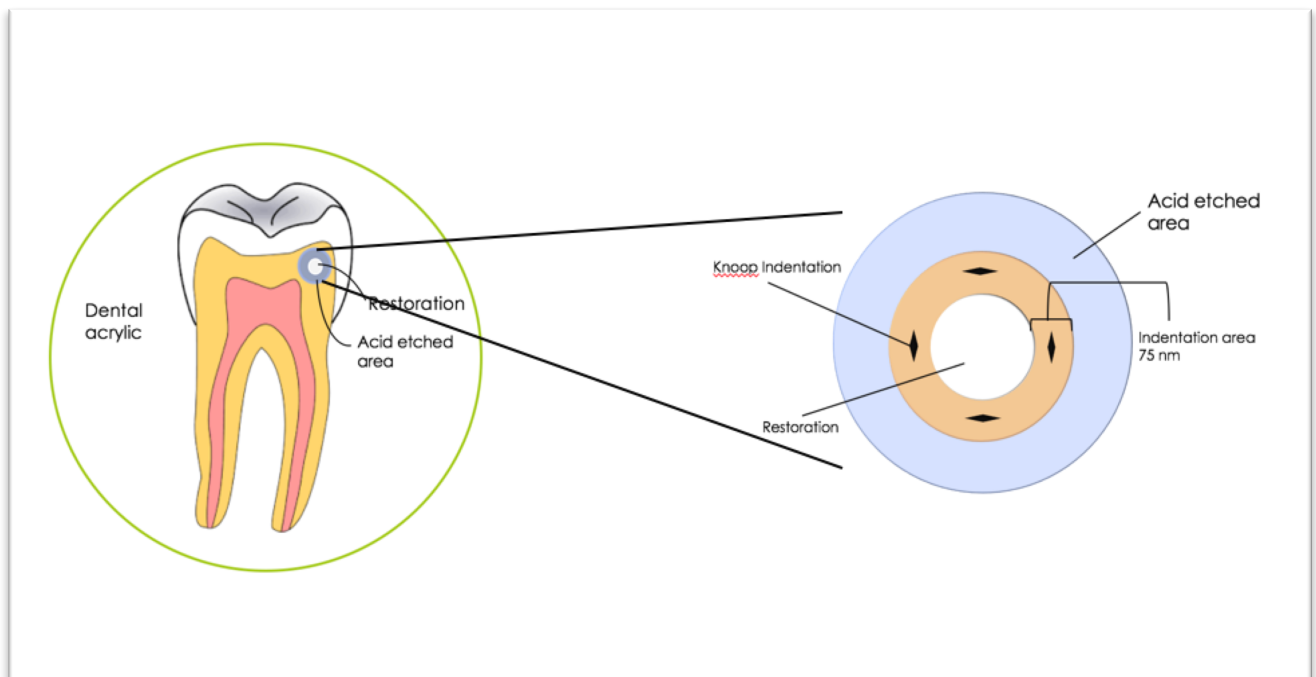 Dental
acrylic
Restoration
Acid etched
area
Knoop Indentation
Restoration
Acid etched
area
Indentation area
75 nm